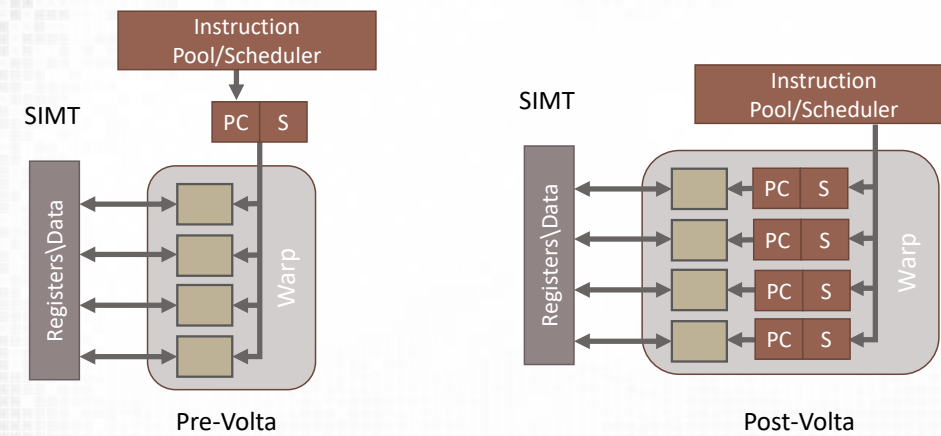 Instruction
Pool/Scheduler
SIMT
PC S
Registers\Data
Warp
Pre-Volta
Instruction
Pool/Scheduler
SIMT
PC S
PC S
PC S
PC S
Registers\Data
Warp
Post-Volta